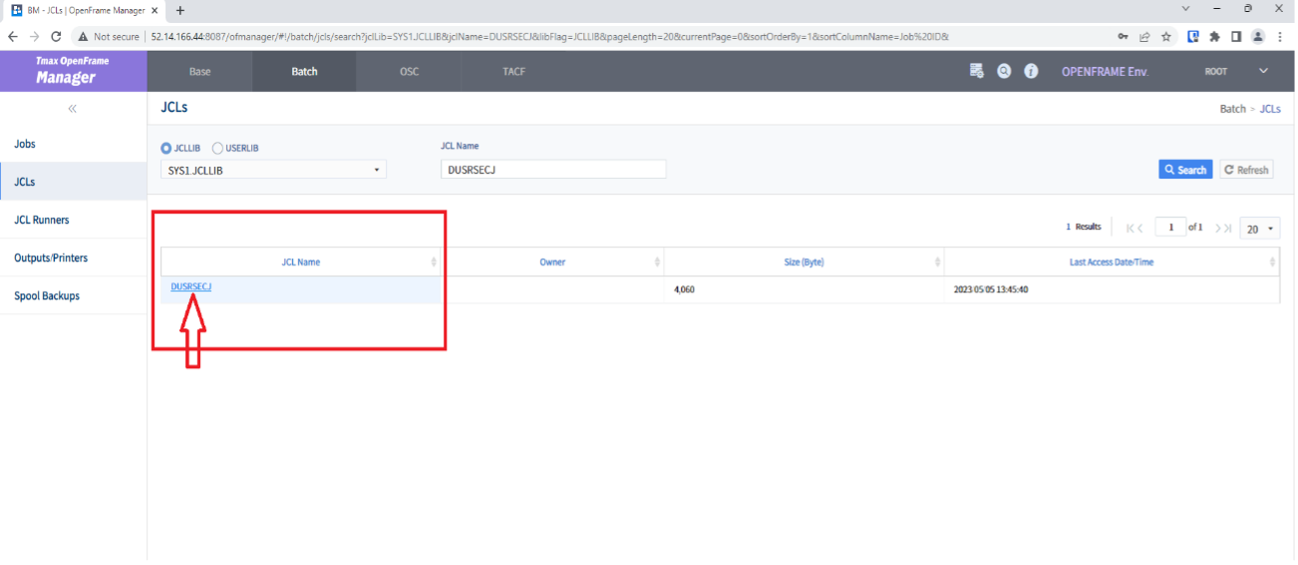 BM - JCLs | OpenFrame Manager
Not secure 52.14.166.44:8087/ofmanager/#!/batch/jcls/search?jclLib=SYS1.JCLLIB&jclName=DUSRSECJ&libFlag=JCLLIB&pageLength=20&currentPage=0&sortOrderBy=1&sortColumnName=Job%20ID&
Tmax OpenFrame
Manager
Base Batch OSC TACF OPENFRAME Env. ROOT
JCLs Batch > JCLs
Jobs
JCLs
JCL Runners
Outputs/Printers
Spool Backups
JCLLIB USERLIB JCL Name
SYS1.JCLLIB DUSRSECJ Search Refresh
1 Results 1 of 1 20
JCL Name Owner Size (Byte) Last Access Date/Time
DUSRSECJ 4,060 2023/05/05 13:45:40